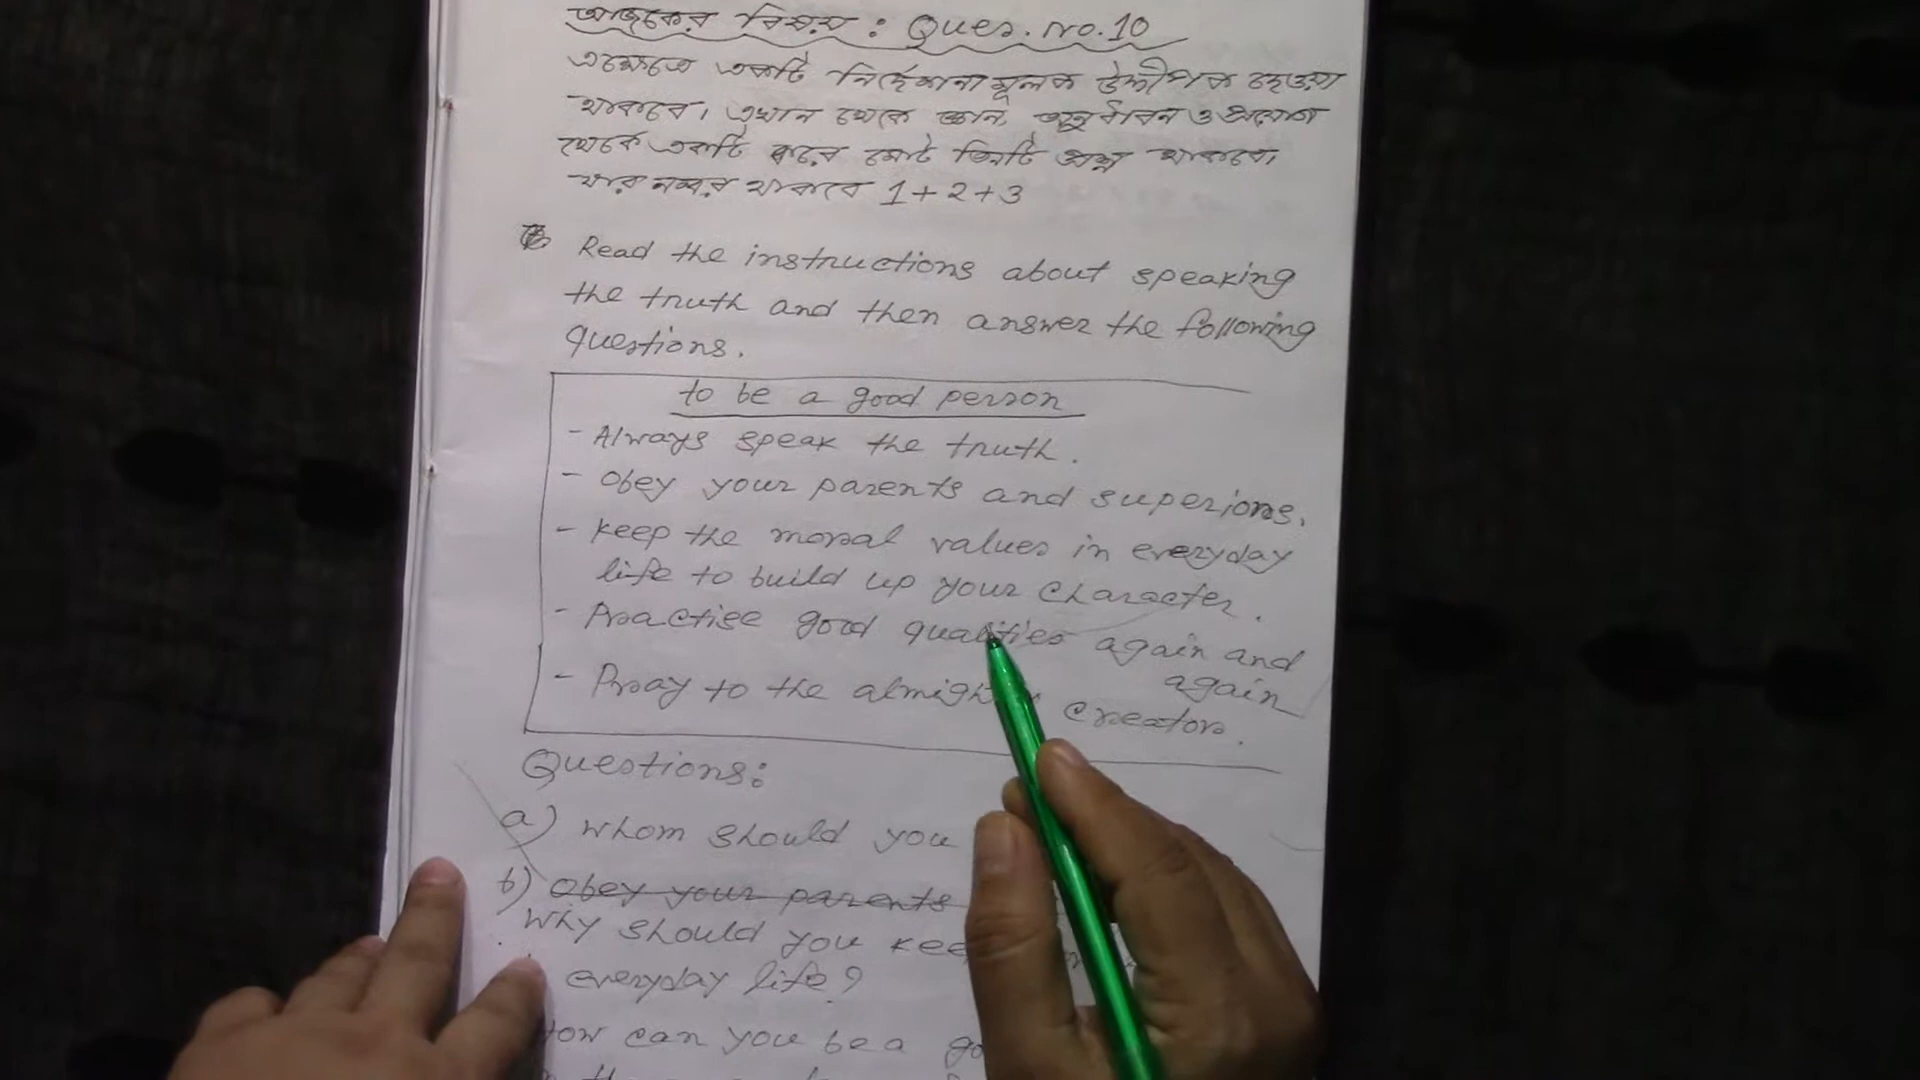 আজকের বিষয় : Ques. No. 10
এক্ষেত্রে একটি নির্দেশনা মূলক উদ্দীপক দেওয়া
থাকবে। এখান থেকে জ্ঞান, অনুধাবন ও প্রয়োগ
থেকে একটি করে মোট তিনটি প্রশ্ন থাকবে।
যার নম্বর থাকবে 1+2+3
Read the instructions about speaking
the truth and then answer the following
questions.
to be a good person
- Always speak the truth.
- Obey your parents and superiors.
- Keep the moral values in everyday
life to build up your character.
- Practise good qualities again and
again
- Pray to the almighty creator.
Questions:
a) whom should you
b) Obey your parents
Why should you
everyday life?
How can you be a